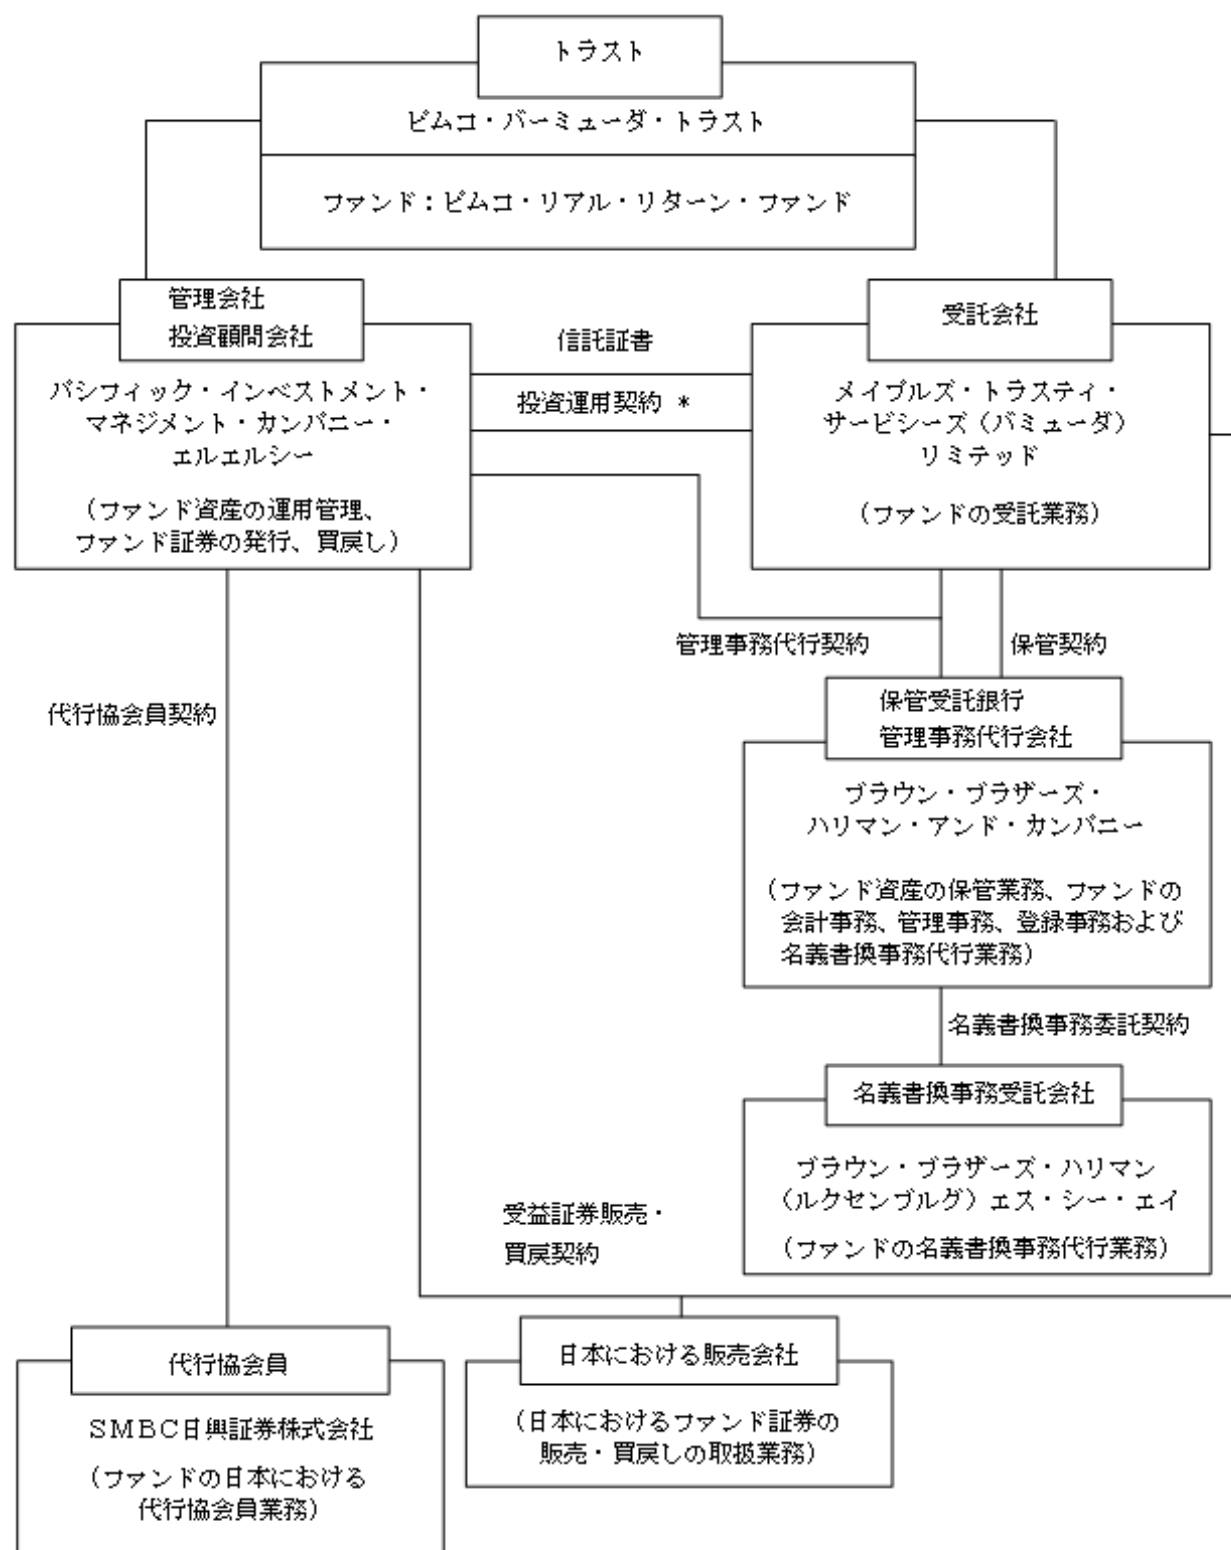 トラスト
ピムコ・バーミューダ・トラスト
ファンド：ピムコ・リアル・リターン・ファンド
管理会社
投資顧問会社
パシフィック・インベストメント・
マネジメント・カンパニー・
エルエルシー
（ファンド資産の運用管理、
ファンド証券の発行、買戻し）
信託証書
投資運用契約 *
受託会社
メイプルズ・トラスティ・
サービシーズ（バミューダ）
リミテッド
（ファンドの受託業務）
管理事務代行契約
保管契約
代行協会員契約
保管受託銀行
管理事務代行会社
ブラウン・ブラザーズ・
ハリマン・アンド・カンパニー
（ファンド資産の保管業務、ファンドの
会計事務、管理事務、登録事務および
名義書換事務代行業務）
名義書換事務委託契約
名義書換事務受託会社
ブラウン・ブラザーズ・ハリマン
（ルクセンブルグ）エス・シー・エイ
（ファンドの名義書換事務代行業務）
受益証券販売・
買戻契約
代行協会員
ＳＭＢＣ日興証券株式会社
（ファンドの日本における
代行協会員業務）
日本における販売会社
（日本におけるファンド証券の
販売・買戻しの取扱業務）